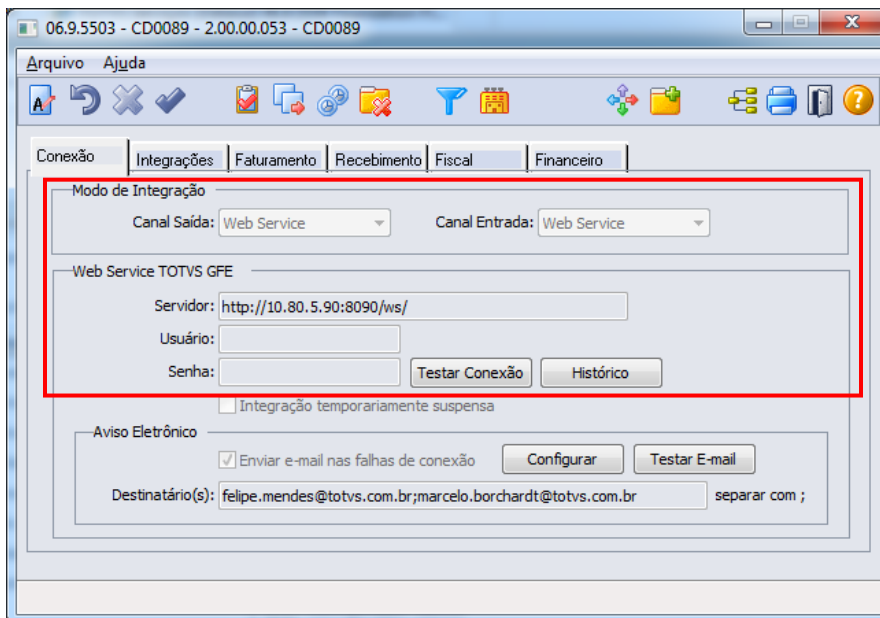 06.9.5503 - CD0089 - 2.00.00.053 - CD0089
Arquivo Ajuda
Conexão Integrações Faturamento Recebimento Fiscal Financeiro
Modo de Integração
Canal Saída: Web Service Canal Entrada: Web Service
Web Service TOTVS GFE
Servidor: http://10.80.5.90:8090/ws/
Usuário:
Senha: Testar Conexão Histórico
Integração temporariamente suspensa
Aviso Eletrônico
Enviar e-mail nas falhas de conexão Configurar Testar E-mail
Destinatário(s): felipe.mendes@totvs.com.br;marcelo.borchardt@totvs.com.br separar com ;